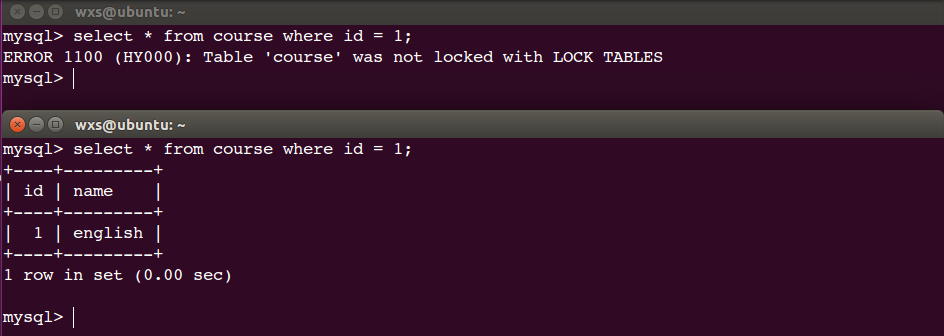 wxs@ubuntu: ~
mysql> select * from course where id = 1;
ERROR 1100 (HY000): Table 'course' was not locked with LOCK TABLES
mysql>
wxs@ubuntu: ~
mysql> select * from course where id = 1;
+----+---------+
| id | name    |
+----+---------+
|  1 | english |
+----+---------+
1 row in set (0.00 sec)
mysql>